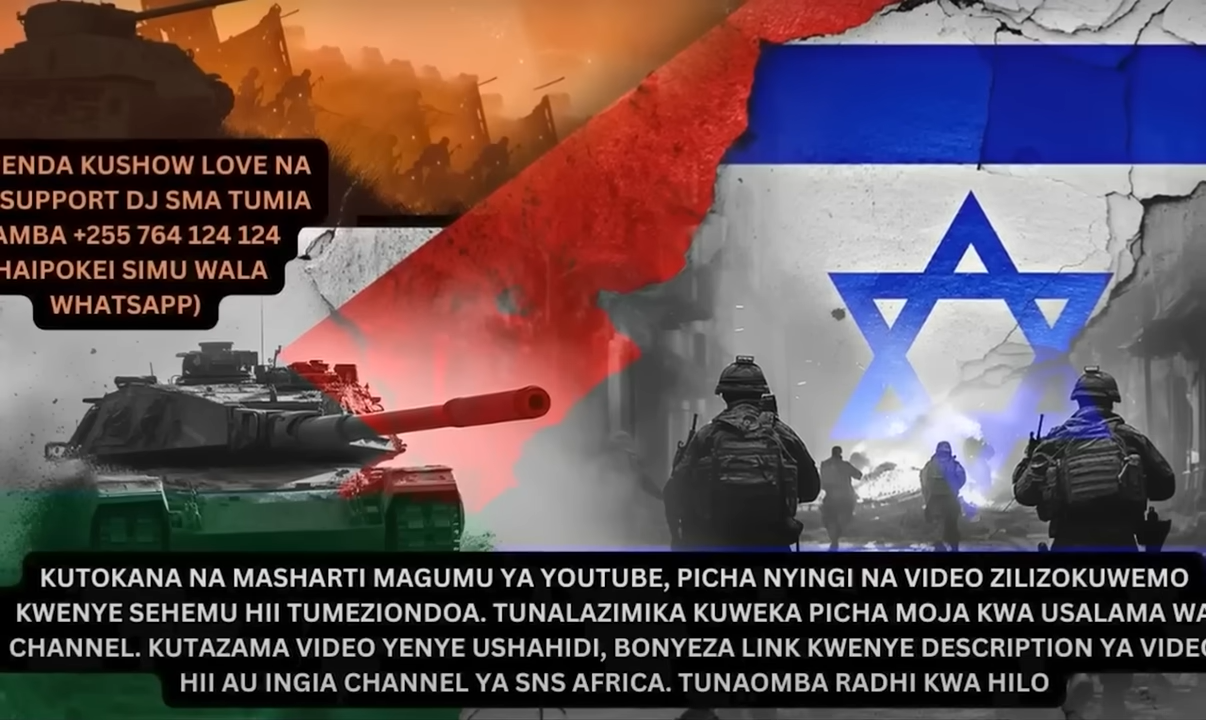 ENDA KUSHOW LOVE NA
SUPPORT DJ SMA TUMIA
AMBA +255 764 124 124
HAIPOKEI SIMU WALA
WHATSAPP)
KUTOKANA NA MASHARTI MAGUMU YA YOUTUBE, PICHA NYINGI NA VIDEO ZILIZOKUWEMO
KWENYE SEHEMU HII TUMEZIONDOA. TUNALAZIMIKA KUWEKA PICHA MOJA KWA USALAMA WA
CHANNEL. KUTAZAMA VIDEO YENYE USHAHIDI, BONYEZA LINK KWENYE DESCRIPTION YA VIDEO
HII AU INGIA CHANNEL YA SNS AFRICA. TUNAOMBA RADHI KWA HILO